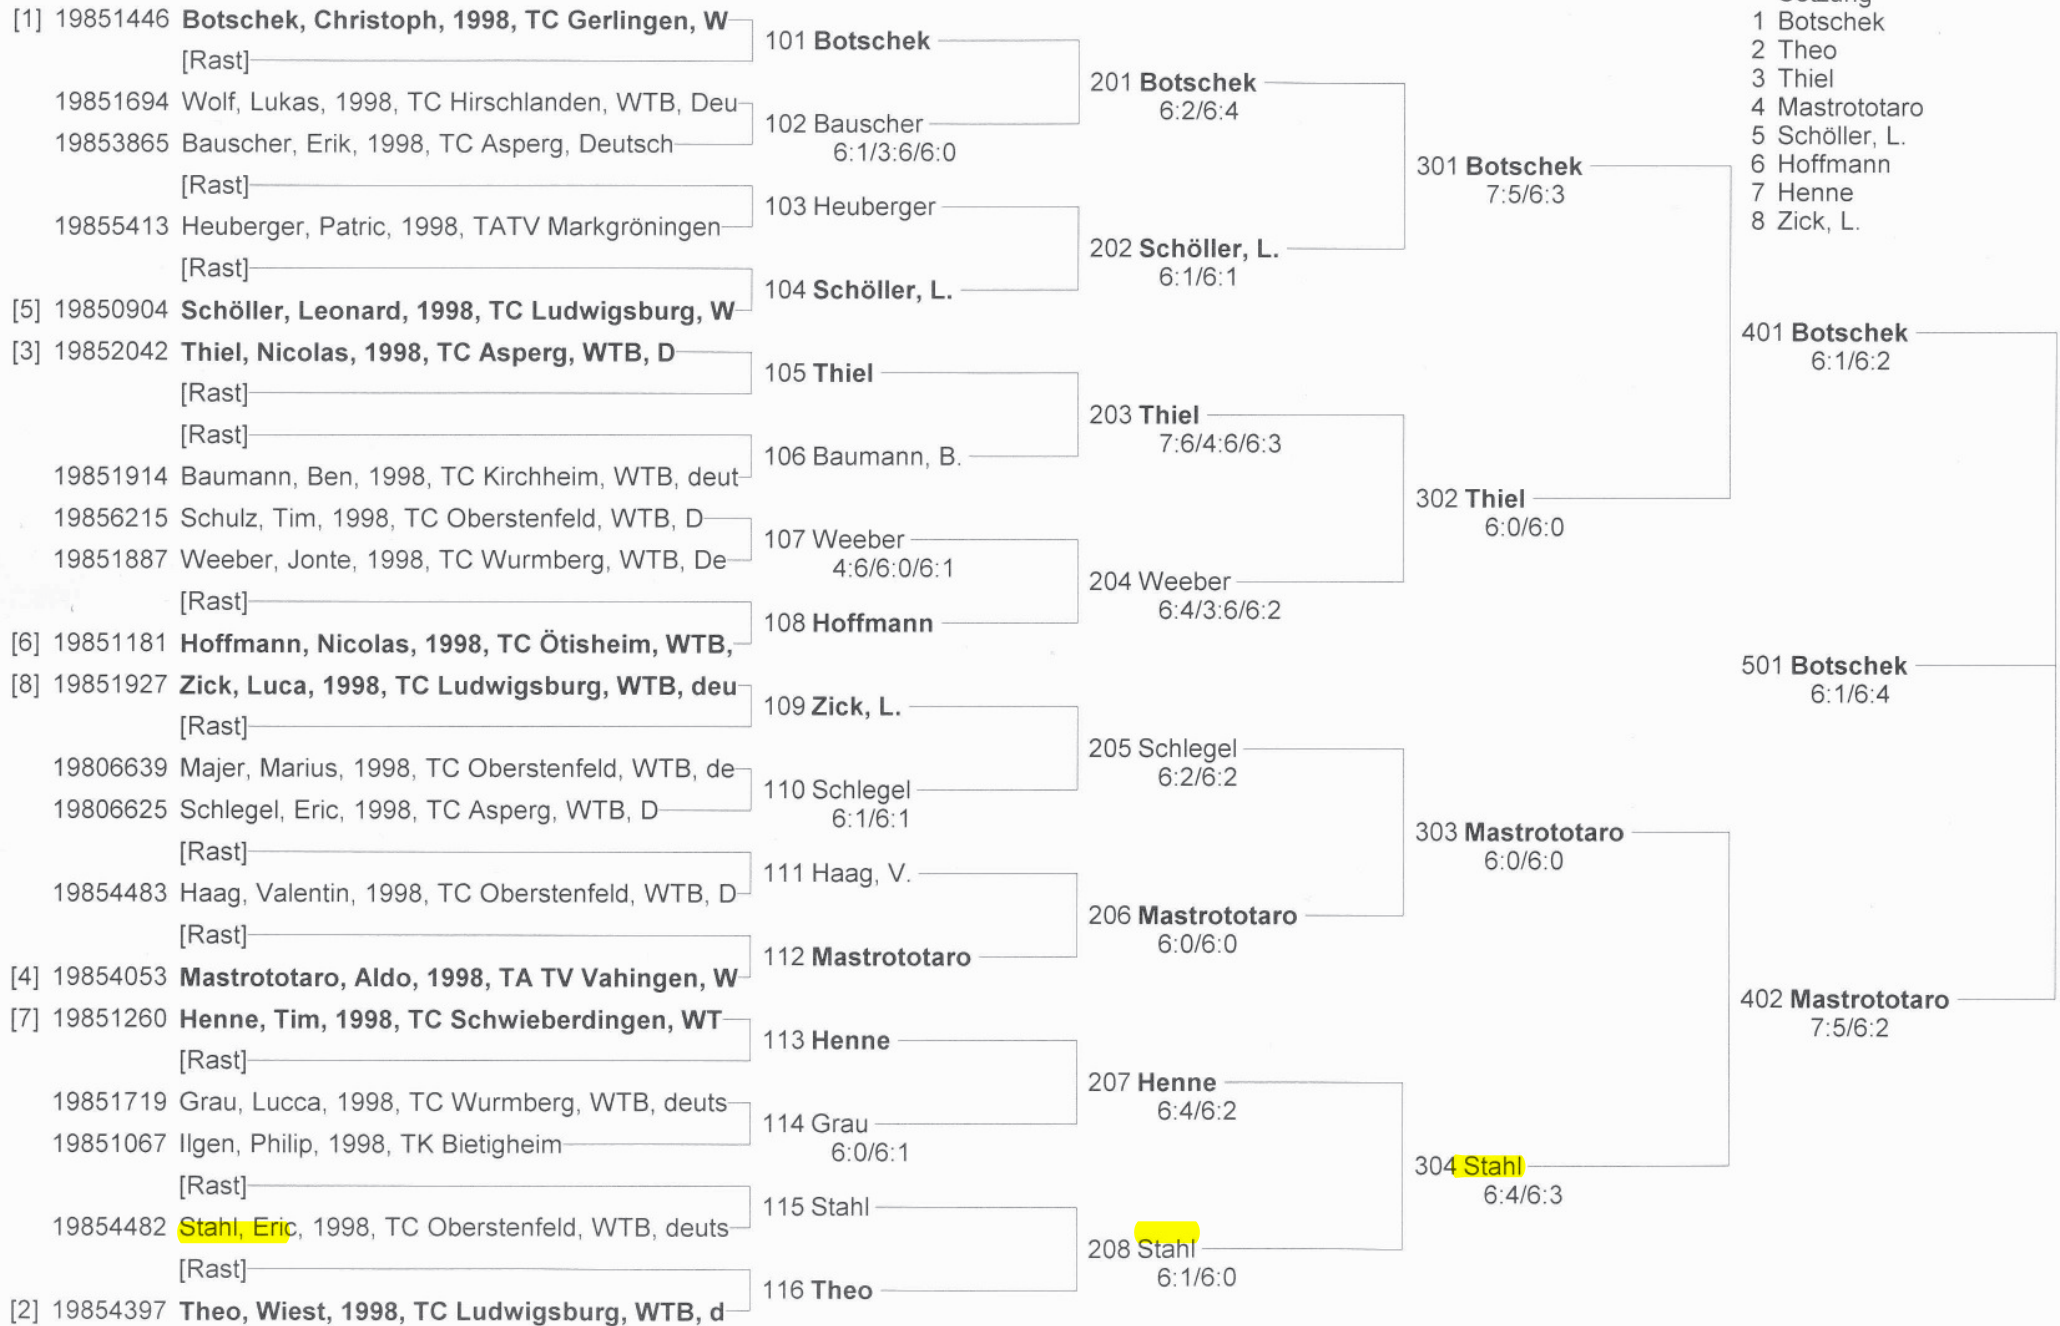 [1] 19851446 Botschek, Christoph, 1998, TC Gerlingen, W
[Rast]
19851694 Wolf, Lukas, 1998, TC Hirschlanden, WTB, Deu
19853865 Bauscher, Erik, 1998, TC Asperg, Deutsch
[Rast]
19855413 Heuberger, Patric, 1998, TATV Markgröningen
[Rast]
[5] 19850904 Schöller, Leonard, 1998, TC Ludwigsburg, W
[3] 19852042 Thiel, Nicolas, 1998, TC Asperg, WTB, D
[Rast]
[Rast]
19851914 Baumann, Ben, 1998, TC Kirchheim, WTB, deut
19856215 Schulz, Tim, 1998, TC Oberstenfeld, WTB, D
19851887 Weeber, Jonte, 1998, TC Wurmberg, WTB, De
[Rast]
[6] 19851181 Hoffmann, Nicolas, 1998, TC Ötisheim, WTB,
[8] 19851927 Zick, Luca, 1998, TC Ludwigsburg, WTB, deu
[Rast]
19806639 Majer, Marius, 1998, TC Oberstenfeld, WTB, de
19806625 Schlegel, Eric, 1998, TC Asperg, WTB, D
[Rast]
19854483 Haag, Valentin, 1998, TC Oberstenfeld, WTB, D
[Rast]
[4] 19854053 Mastrototaro, Aldo, 1998, TA TV Vahingen, W
[7] 19851260 Henne, Tim, 1998, TC Schwieberdingen, WT
[Rast]
19851719 Grau, Lucca, 1998, TC Wurmberg, WTB, deuts
19851067 Ilgen, Philip, 1998, TK Bietigheim
[Rast]
19854482 Stahl, Eric, 1998, TC Oberstenfeld, WTB, deuts
[Rast]
[2] 19854397 Theo, Wiest, 1998, TC Ludwigsburg, WTB, d
101 Botschek
102 Bauscher
6:1/3:6/6:0
103 Heuberger
104 Schöller, L.
105 Thiel
106 Baumann, B.
107 Weeber
4:6/6:0/6:1
108 Hoffmann
109 Zick, L.
110 Schlegel
6:1/6:1
111 Haag, V.
112 Mastrototaro
113 Henne
114 Grau
6:0/6:1
115 Stahl
116 Theo
201 Botschek
6:2/6:4
202 Schöller, L.
6:1/6:1
203 Thiel
7:6/4:6/6:3
204 Weeber
6:4/3:6/6:2
205 Schlegel
6:2/6:2
206 Mastrototaro
6:0/6:0
207 Henne
6:4/6:2
208 Stahl
6:1/6:0
301 Botschek
7:5/6:3
302 Thiel
6:0/6:0
303 Mastrototaro
6:0/6:0
304 Stahl
6:4/6:3
401 Botschek
6:1/6:2
501 Botschek
6:1/6:4
402 Mastrototaro
7:5/6:2
1 Botschek
2 Theo
3 Thiel
4 Mastrototaro
5 Schöller, L.
6 Hoffmann
7 Henne
8 Zick, L.